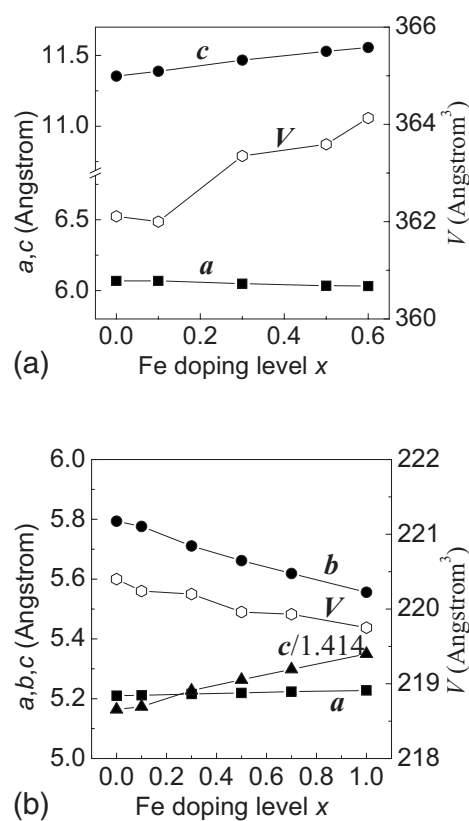 366
11.5
c
11.0
364
V
a,c (Angstrom)
V (Angstrom³)
6.5
362
a
6.0
360
0.0 0.2 0.4 0.6
(a)
Fe doping level x
6.0
222
5.8
221
b
5.6
V
220
a,b,c (Angstrom)
V (Angstrom³)
5.4
c/1.414
219
5.2
a
5.0
218
0.0 0.2 0.4 0.6 0.8 1.0
(b)
Fe doping level x